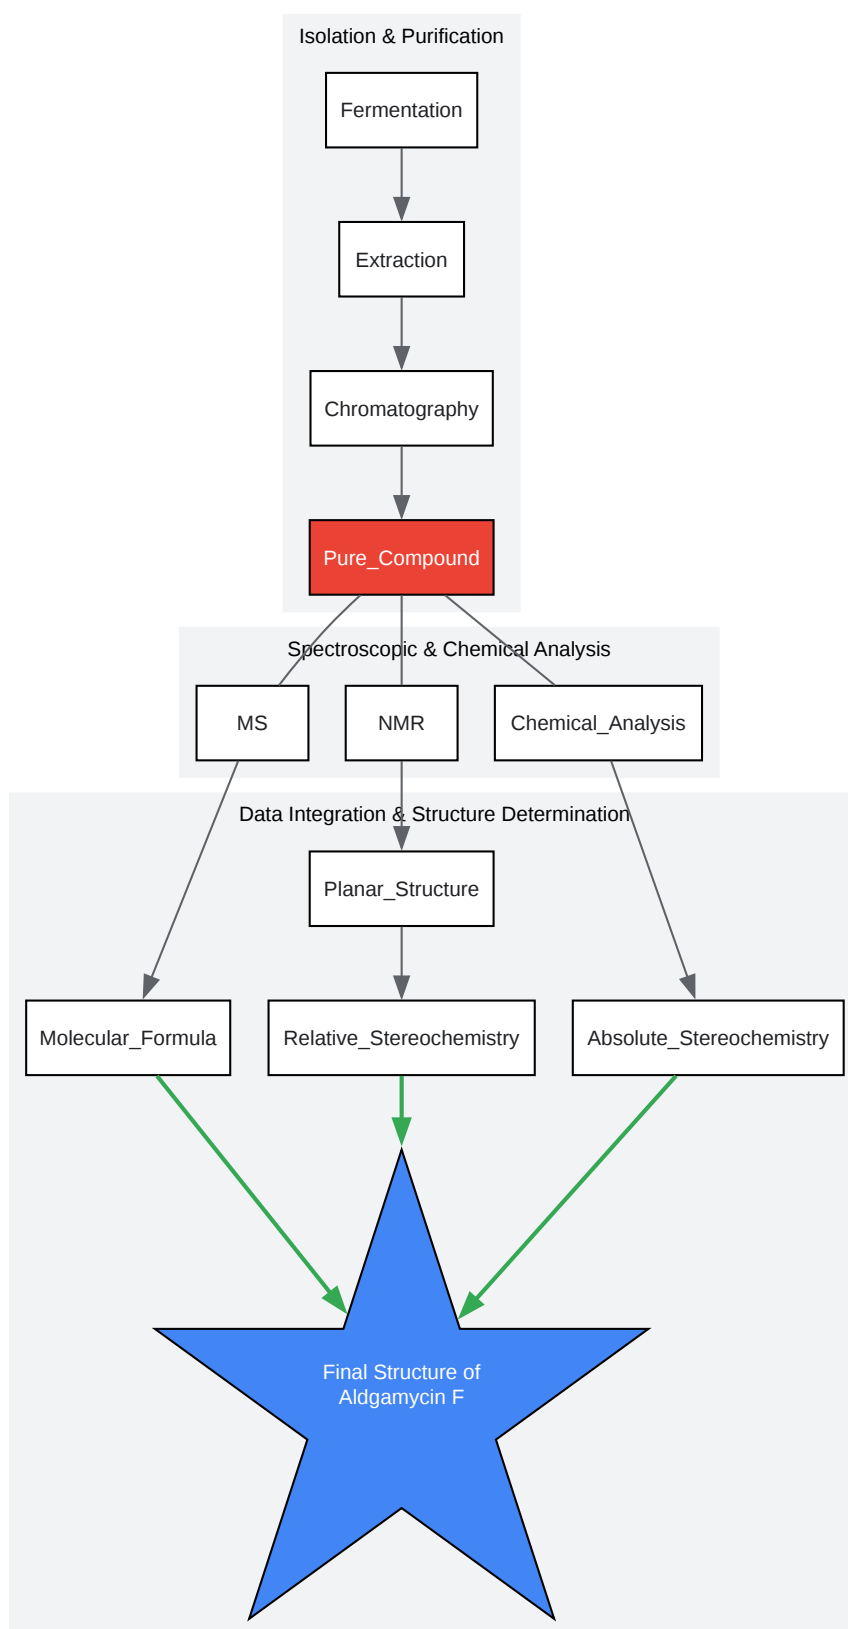 Isolation & Purification
Fermentation
Extraction
Chromatography
Pure_Compound
Spectroscopic & Chemical Analysis
MS
NMR
Chemical_Analysis
Data Integration & Structure Determination
Planar_Structure
Molecular_Formula
Relative_Stereochemistry
Absolute_Stereochemistry
Final Structure of
Aldgamycin F